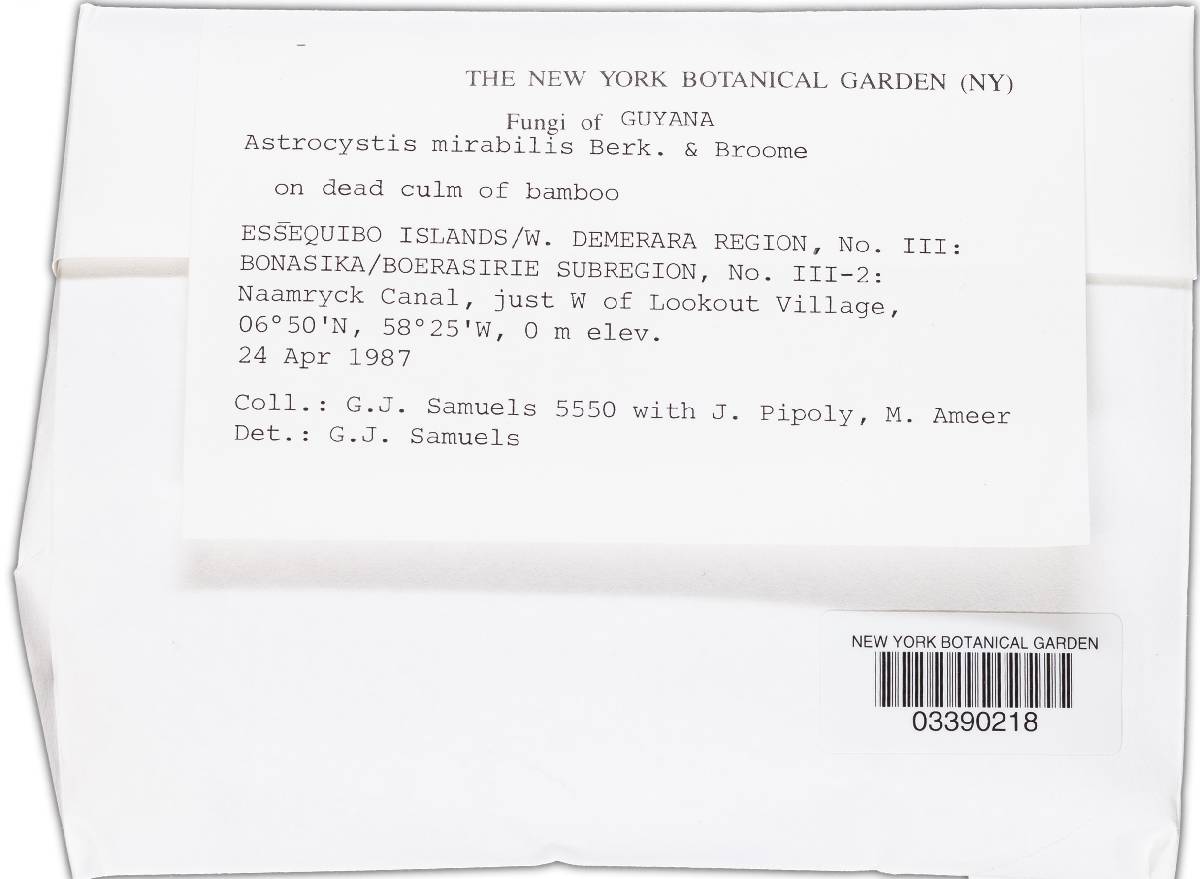 THE NEW YORK BOTANICAL GARDEN (NY)
Fungi of GUYANA
Astrocystis mirabilis Berk. & Broome
on dead culm of bamboo
ESSEQUIBO ISLANDS/W. DEMERARA REGION, No. III:
BONASIKA/BOERASIRIE SUBREGION, No. III-2:
Naamryck Canal, just W of Lookout Village,
06°50'N, 58°25'W, 0 m elev.
24 Apr 1987
Coll.: G.J. Samuels 5550 with J. Pipoly, M. Ameer
Det.: G.J. Samuels
NEW YORK BOTANICAL GARDEN
03390218